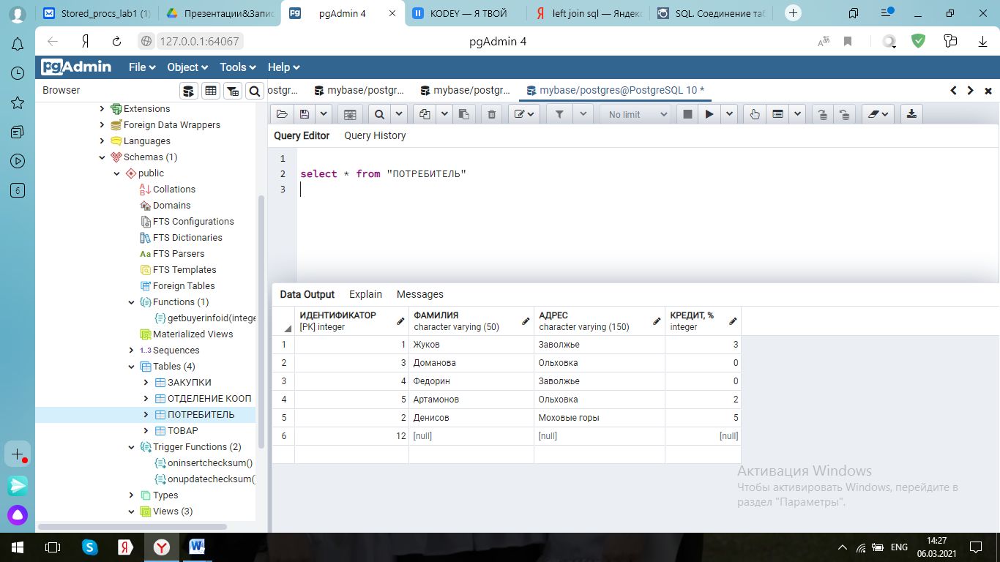 Stored_procs_lab1 (1)
Презентации&Запис
pgAdmin 4
KODEY — Я ТВОЙ
left join sql — Яндекс
SQL. Соединение таб
127.0.0.1:64067
pgAdmin 4
pgAdmin
File
Object
Tools
Help
Browser
ostgr...
mybase/postgr...
mybase/postgr...
mybase/postgres@PostgreSQL 10 *
No limit
Query Editor
Query History
1
2 select * from "ПОТРЕБИТЕЛЬ"
3
Extensions
Foreign Data Wrappers
Languages
Schemas (1)
public
Collations
Domains
FTS Configurations
FTS Dictionaries
FTS Parsers
FTS Templates
Foreign Tables
Functions (1)
getbuyerinfoid(intege
Materialized Views
Sequences
Tables (4)
ЗАКУПКИ
ОТДЕЛЕНИЕ КООП
ПОТРЕБИТЕЛЬ
ТОВАР
Trigger Functions (2)
oninsertchecksum()
onupdatechecksum(
Types
Views (3)
6
Data Output
Explain
Messages
ИДЕНТИФИКАТОР ФАМИЛИЯ АДРЕС КРЕДИТ, %
[PK] integer character varying (50) character varying (150) integer
1 1 Жуков Заволжье 3
2 3 Доманова Ольховка 0
3 4 Федорин Заволжье 0
4 5 Артамонов Ольховка 2
5 2 Денисов Моховые горы 5
6 12 [null] [null] [null]
Активация Windows
Чтобы активировать Windows, перейдите в
раздел "Параметры".
ENG
14:27
06.03.2021